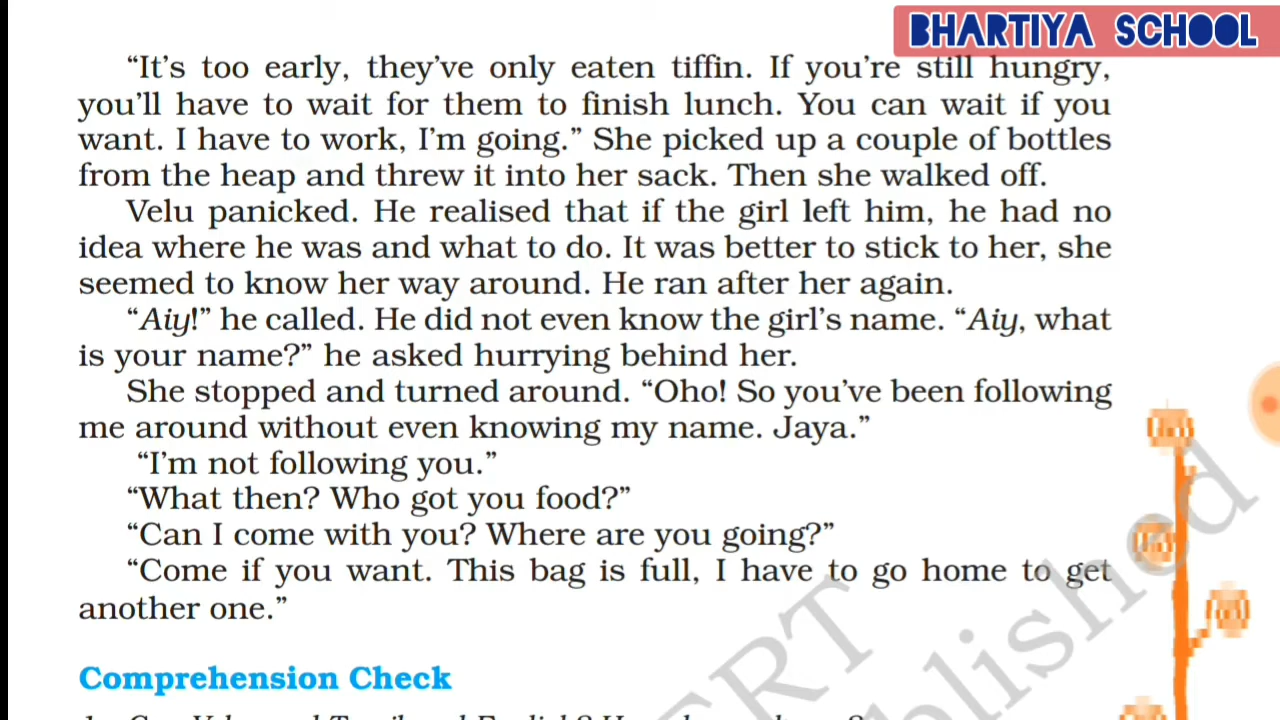 BHARTIYA SCHOOL
“It’s too early, they’ve only eaten tiffin. If you’re still hungry,
you’ll have to wait for them to finish lunch. You can wait if you
want. I have to work, I’m going.” She picked up a couple of bottles
from the heap and threw it into her sack. Then she walked off.
Velu panicked. He realised that if the girl left him, he had no
idea where he was and what to do. It was better to stick to her, she
seemed to know her way around. He ran after her again.
“Aiy!” he called. He did not even know the girl’s name. “Aiy, what
is your name?” he asked hurrying behind her.
She stopped and turned around. “Oho! So you’ve been following
me around without even knowing my name. Jaya.”
“I’m not following you.”
“What then? Who got you food?”
“Can I come with you? Where are you going?”
“Come if you want. This bag is full, I have to go home to get
another one.”
Comprehension Check